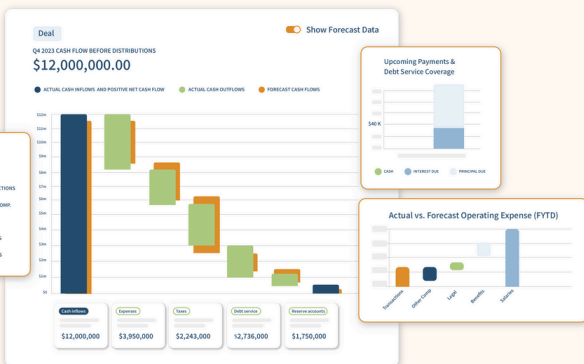 Deal
Show Forecast Data
Q4 2023 CASH FLOW BEFORE DISTRIBUTIONS
$12,000,000.00
ACTUAL CASH INFLOWS AND POSITIVE NET CASH FLOW
ACTUAL CASH OUTFLOWS
FORECAST CASH FLOWS
$12m
$11m
$10m
$9m
$8m
$7m
$6m
$5m
$4m
$3m
$2m
$1m
$0
Cash Inflows
$12,000,000
Expenses
$3,950,000
Taxes
$2,243,000
Debt service
$2,736,000
Reserve accounts
$1,750,000
Upcoming Payments &
Debt Service Coverage
$40 K
CASH
INTEREST DUE
PRINCIPAL DUE
Actual vs. Forecast Operating Expense (FYTD)
Transactions
Other Comp
Legal
Benefits
Salaries